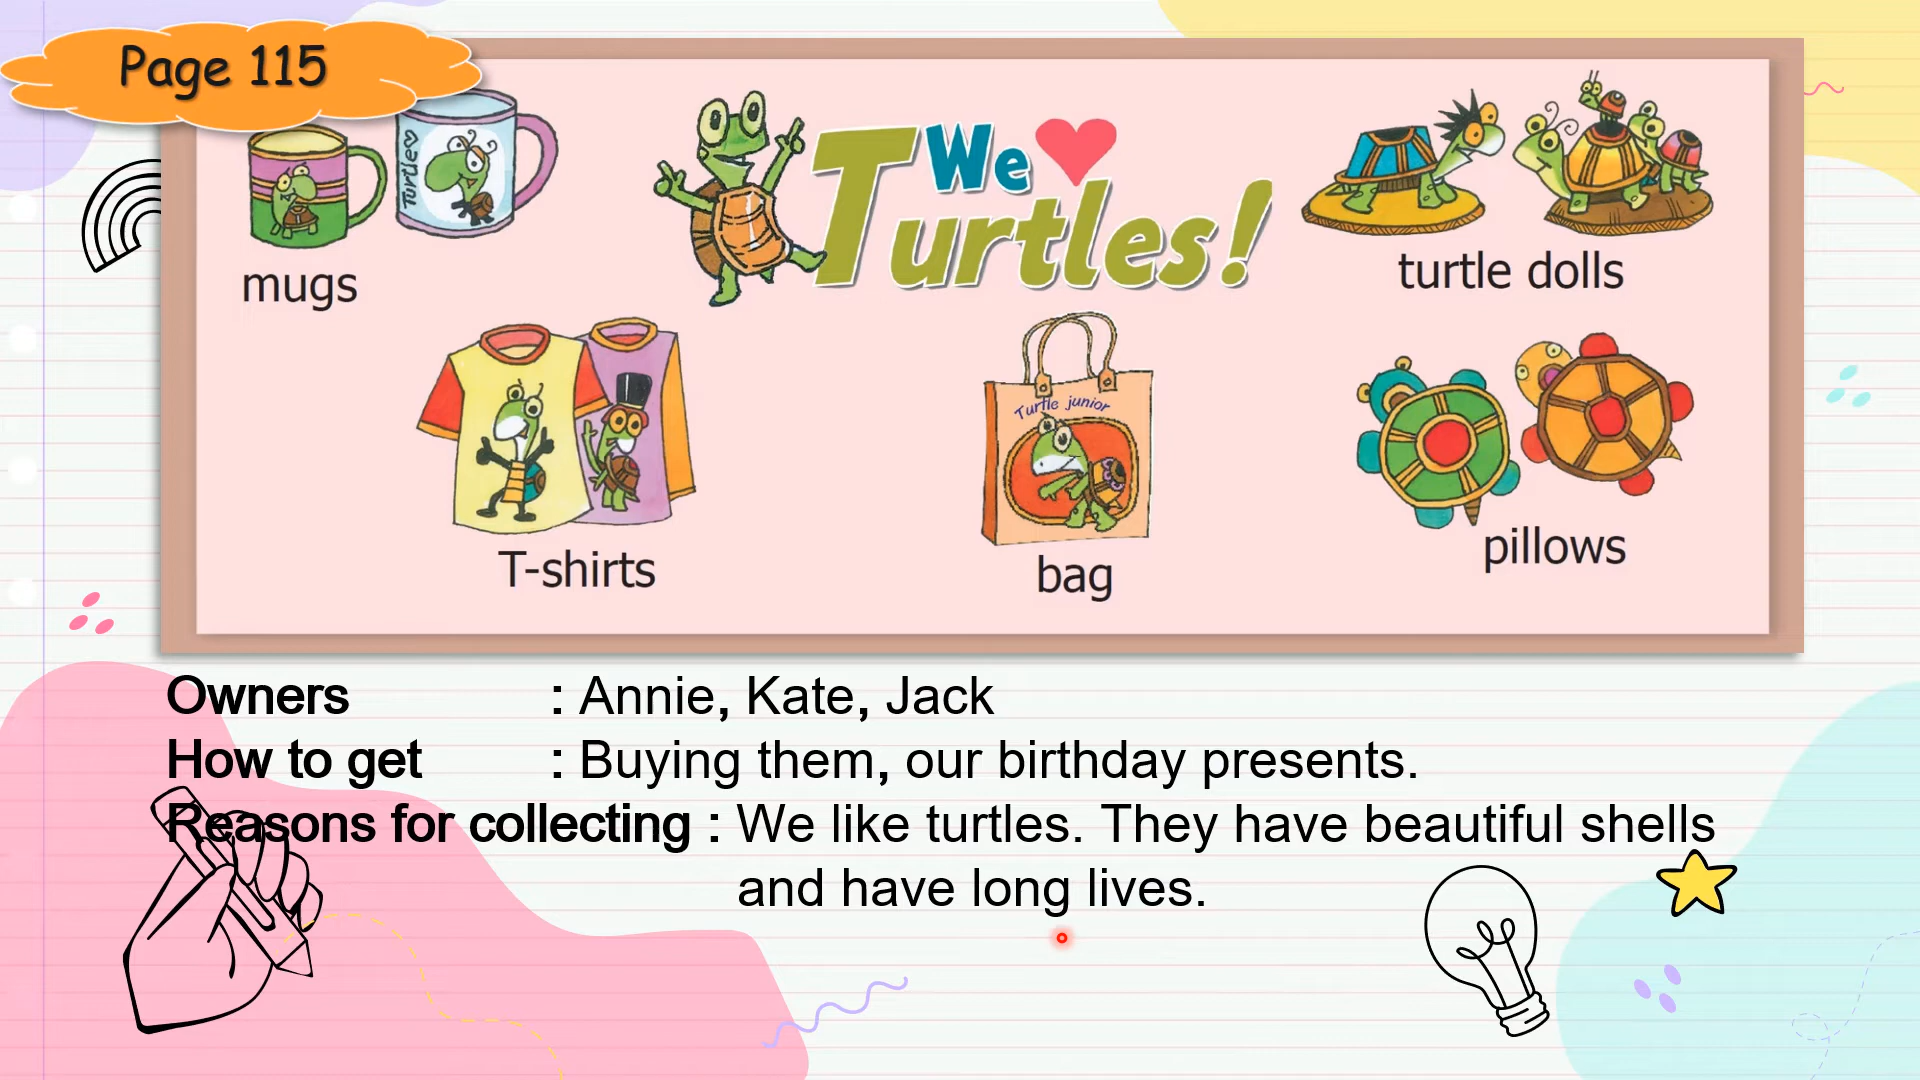 Page 115
Turtle
We
Turtles!
mugs
turtle dolls
Turtle junior
T-shirts
bag
pillows
Owners : Annie, Kate, Jack
How to get : Buying them, our birthday presents.
Reasons for collecting : We like turtles. They have beautiful shells
and have long lives.